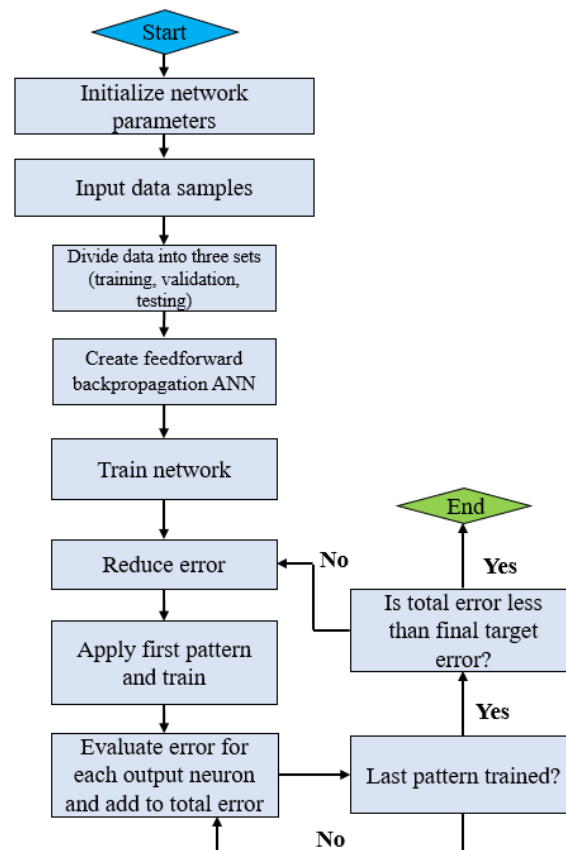 Start
Initialize network
parameters
Input data samples
Divide data into three sets
(training, validation,
testing)
Create feedforward
backpropagation ANN
Train network
Reduce error
Apply first pattern
and train
Evaluate error for
each output neuron
and add to total error
Last pattern trained?
No
Yes
Is total error less
than final target
error?
No
Yes
End